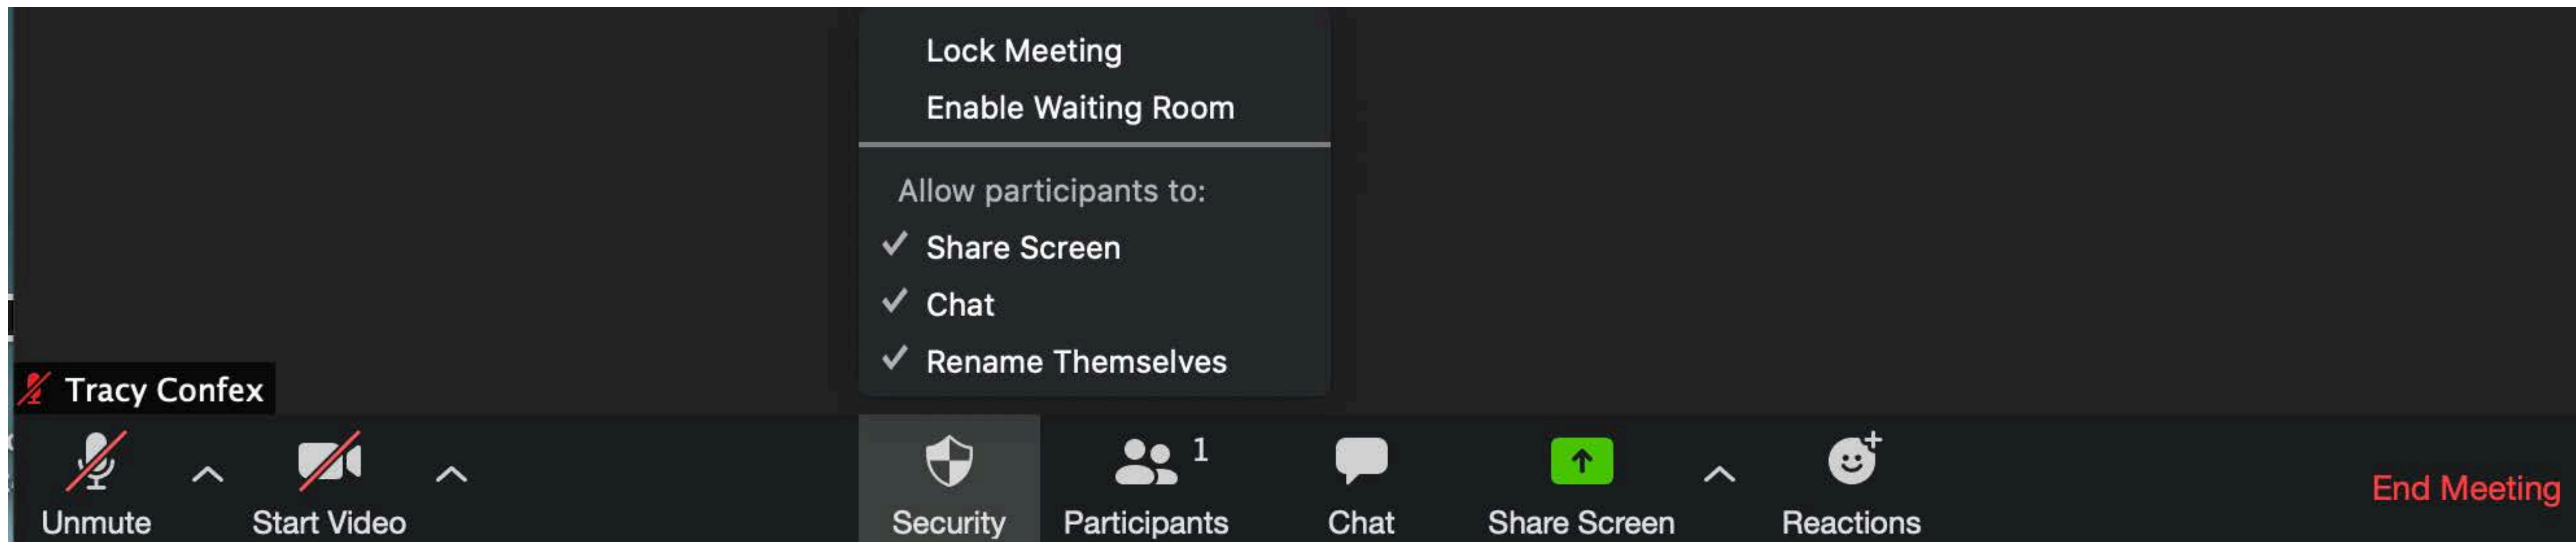 Lock Meeting
Enable Waiting Room
Allow participants to:
Share Screen
Chat
Rename Themselves
Tracy Confex
1
Unmute
Start Video
Security
Participants
Chat
Share Screen
Reactions
End Meeting